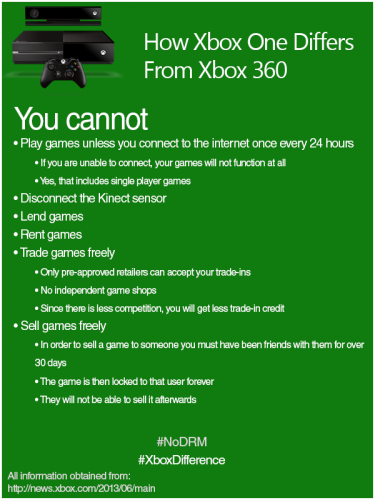 How Xbox One Differs
From Xbox 360
You cannot
• Play games unless you connect to the internet once every 24 hours
• If you are unable to connect, your games will not function at all
• Yes, that includes single player games
• Disconnect the Kinect sensor
• Lend games
• Rent games
• Trade games freely
• Only pre-approved retailers can accept your trade-ins
• No independent game shops
• Since there is less competition, you will get less trade-in credit
• Sell games freely
• In order to sell a game to someone you must have been friends with them for over
30 days
• The game is then locked to that user forever
• They will not be able to sell it afterwards
#NoDRM
#XboxDifference
All information obtained from:
http://news.xbox.com/2013/06/main